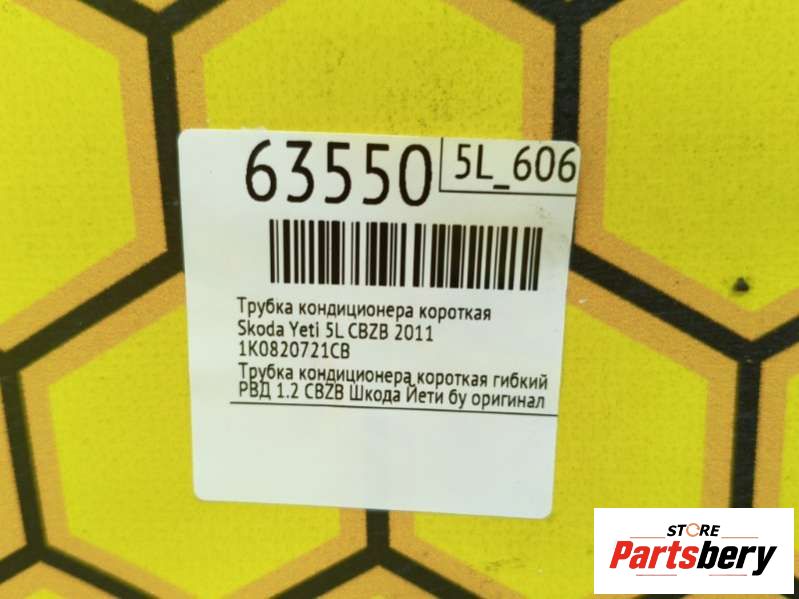 63550
5L_606
Трубка кондиционера короткая
Skoda Yeti 5L CBZB 2011
1K0820721CB
Трубка кондиционера короткая гибкий
РВД 1.2 CBZB Шкода Йети бу оригинал
STORE
Partsbery